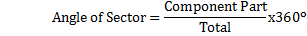 Angle of Sector = Component Part / Total x360°